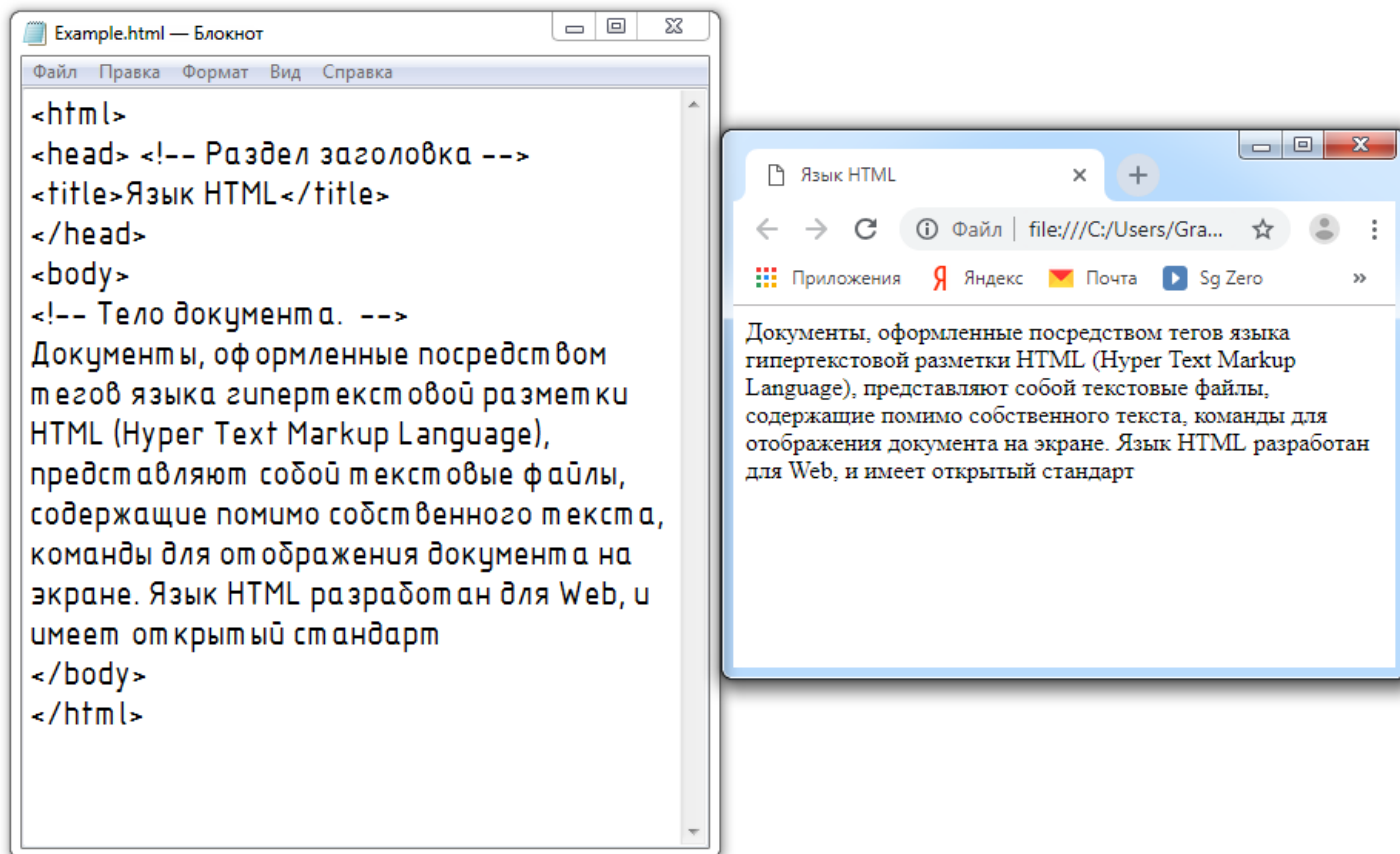 Example.html — Блокнот
Файл Правка Формат Вид Справка
<html>
<head> <!-- Раздел заголовка -->
<title>Язык HTML</title>
</head>
<body>
<!-- Тело документа.  -->
Документы, оформленные посредством
тегов языка гипертекстовой разметки
HTML (Hyper Text Markup Language),
представляют собой текстовые файлы,
содержащие помимо собственного текста,
команды для отображения документа на
экране. Язык HTML разработан для Web, и
имеет открытый стандарт
</body>
</html>
Язык HTML
Файл | file:///C:/Users/Gra...
Приложения Я Яндекс Почта Sg Zero »
Документы, оформленные посредством тегов языка
гипертекстовой разметки HTML (Hyper Text Markup
Language), представляют собой текстовые файлы,
содержащие помимо собственного текста, команды для
отображения документа на экране. Язык HTML разработан
для Web, и имеет открытый стандарт